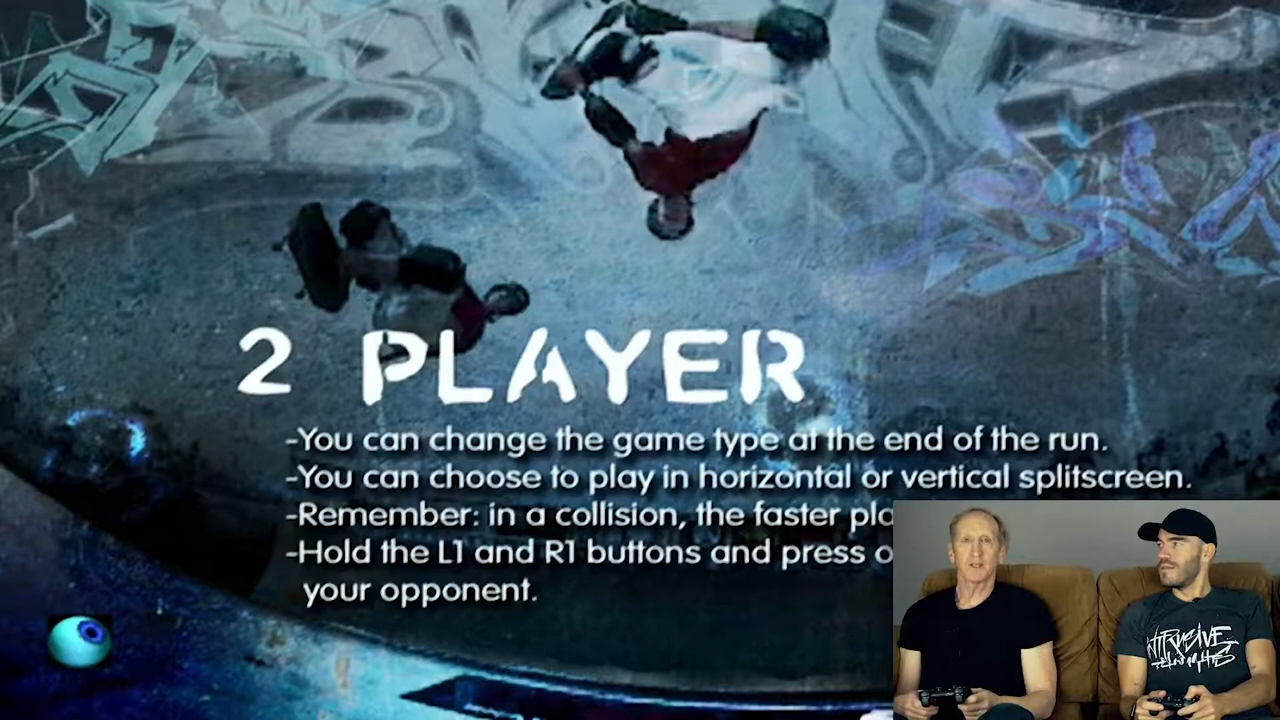 2 PLAYER
-You can change the game type at the end of the run.
-You can choose to play in horizontal or vertical splitscreen.
-Remember: in a collision, the faster
-Hold the L1 and R1 buttons and press
your opponent.